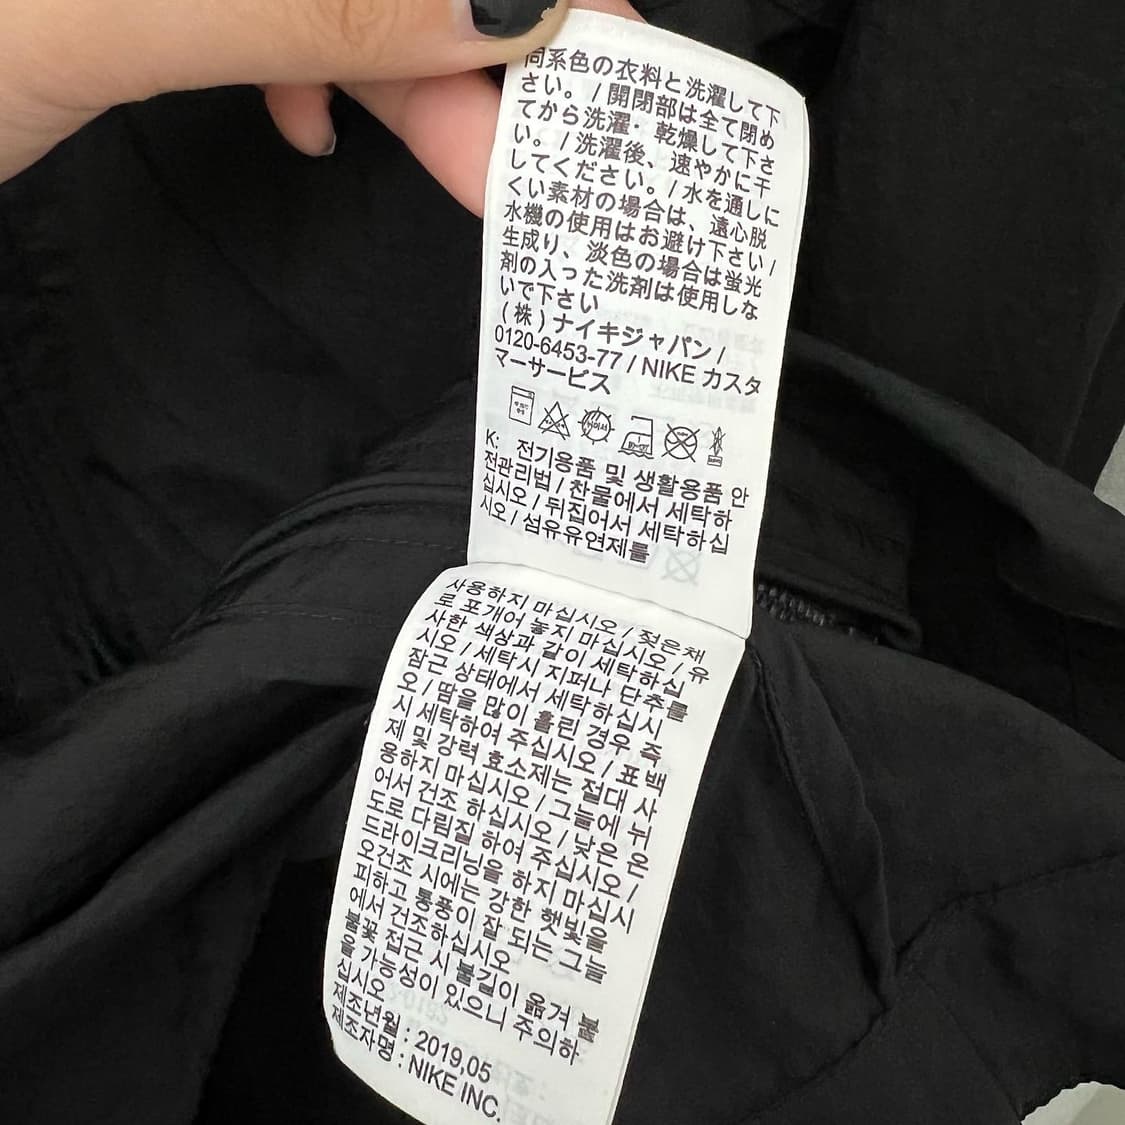 同系色の衣料と洗濯して下
さい。/開閉部は全て閉め
てから洗濯・乾燥して下さ
い。/洗濯後、速やかに干
してください。/水を通しに
くい素材の場合は、遠心脱
水機の使用はお避け下さい/
生成り、淡色の場合は蛍光
剤の入った洗剤は使用しな
いで下さい
(株)ナイキジャパン/
0120-6453-77/NIKE カスタ
マーサービス
K: 전기용품 및 생활용품 안
전관리법/찬물에서 세탁하
십시오/뒤집어서 세탁하십
시오/섬유유연제를
사용하지 마십시오/젖은채
로 포개어 놓지 마십시오/유
사한 색상과 같이 세탁하십
시오/세탁시 지퍼나 단추를
잠근 상태에서 세탁하십시
오/땀을 많이 흘린 경우 즉
시 세탁하여 주십시오/표백
제 및 강력 효소제는 절대 사
용하지 마십시오/그늘에 뉘
어서 건조 하십시오/낮은 온
도로 다림질 하여 주십시오/
드라이크리닝을 하지 마십시
오건조 시에는 강한 햇빛을
피하고 통풍이 잘 되는 그늘
에서 건조하십시오
불꽃 접근 시 불길이 옮겨 붙
을 가능성이 있으니 주의하
십시오
제조년월 : 2019,05
제조자명 : NIKE INC.